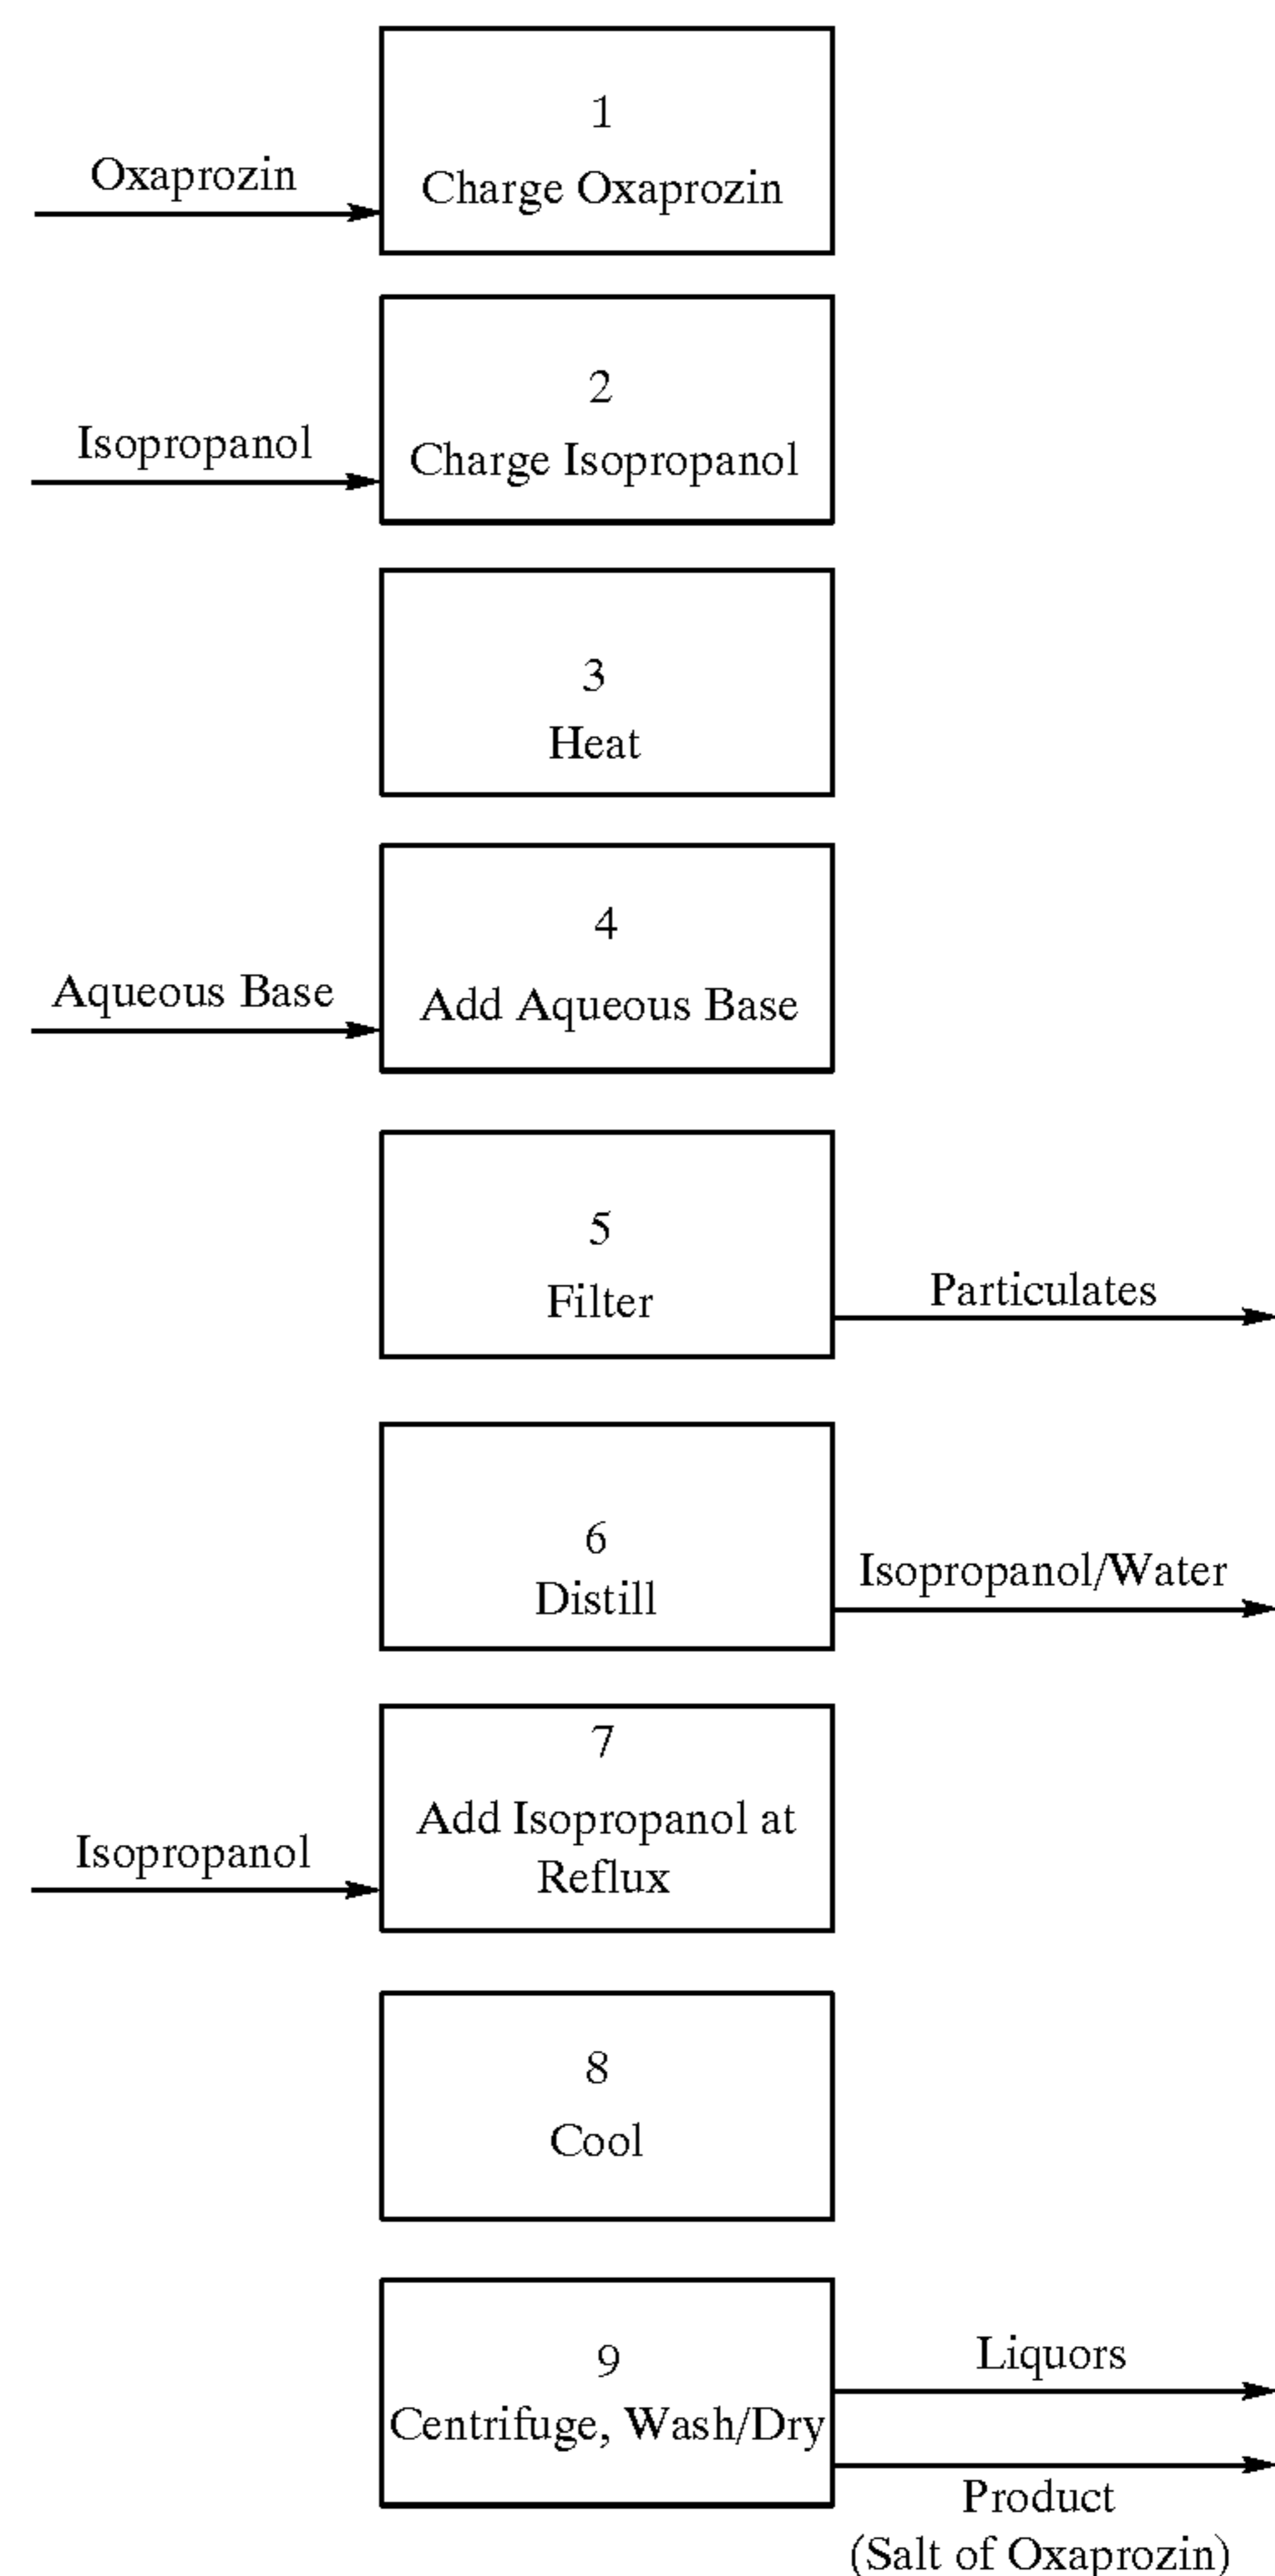 1
Oxaprozin
Charge Oxaprozin
2
Isopropanol
Charge Isopropanol
3
Heat
4
Aqueous Base
Add Aqueous Base
5
Filter
Particulates
6
Distill
Isopropanol/Water
7
Add Isopropanol at
Reflux
Isopropanol
8
Cool
9
Centrifuge, Wash/Dry
Liquors
Product
(Salt of Oxaprozin)